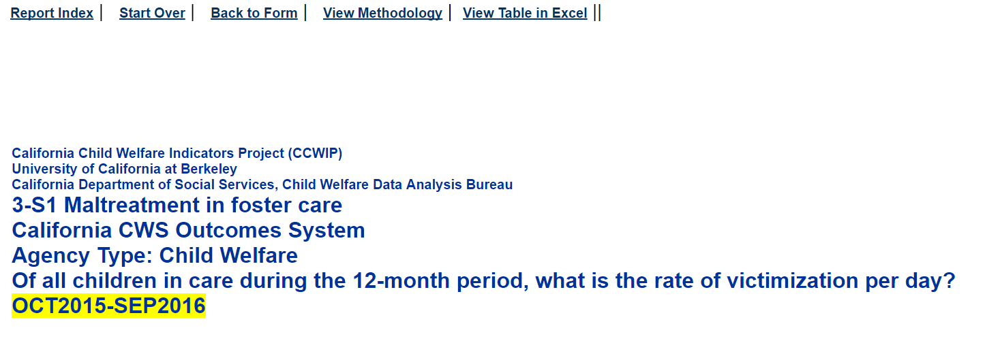 Report Index | Start Over | Back to Form | View Methodology | View Table in Excel ||
California Child Welfare Indicators Project (CCWIP)
University of California at Berkeley
California Department of Social Services, Child Welfare Data Analysis Bureau
3-S1 Maltreatment in foster care
California CWS Outcomes System
Agency Type: Child Welfare
Of all children in care during the 12-month period, what is the rate of victimization per day?
OCT2015-SEP2016